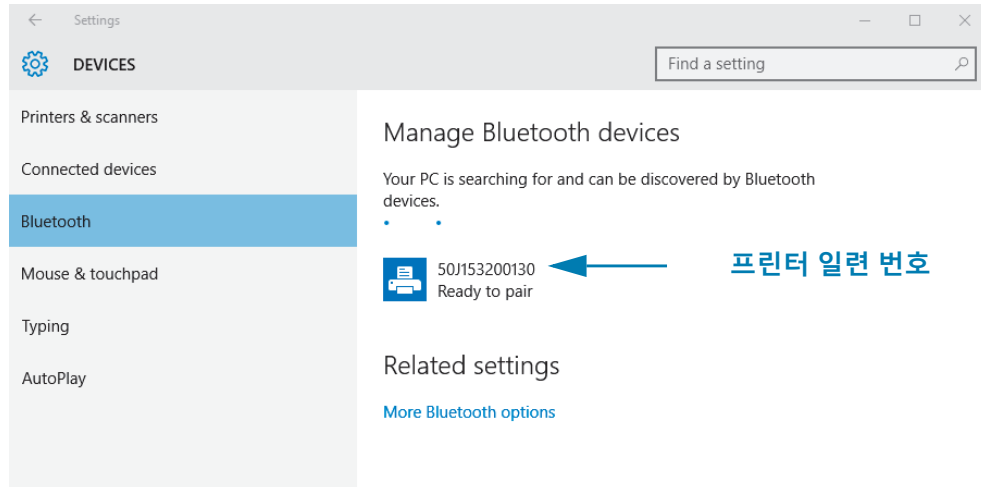 Settings
DEVICES
Find a setting
Printers & scanners
Connected devices
Bluetooth
Mouse & touchpad
Typing
AutoPlay
Manage Bluetooth devices
Your PC is searching for and can be discovered by Bluetooth
devices.
50J153200130
프린터 일련 번호
Ready to pair
Related settings
More Bluetooth options